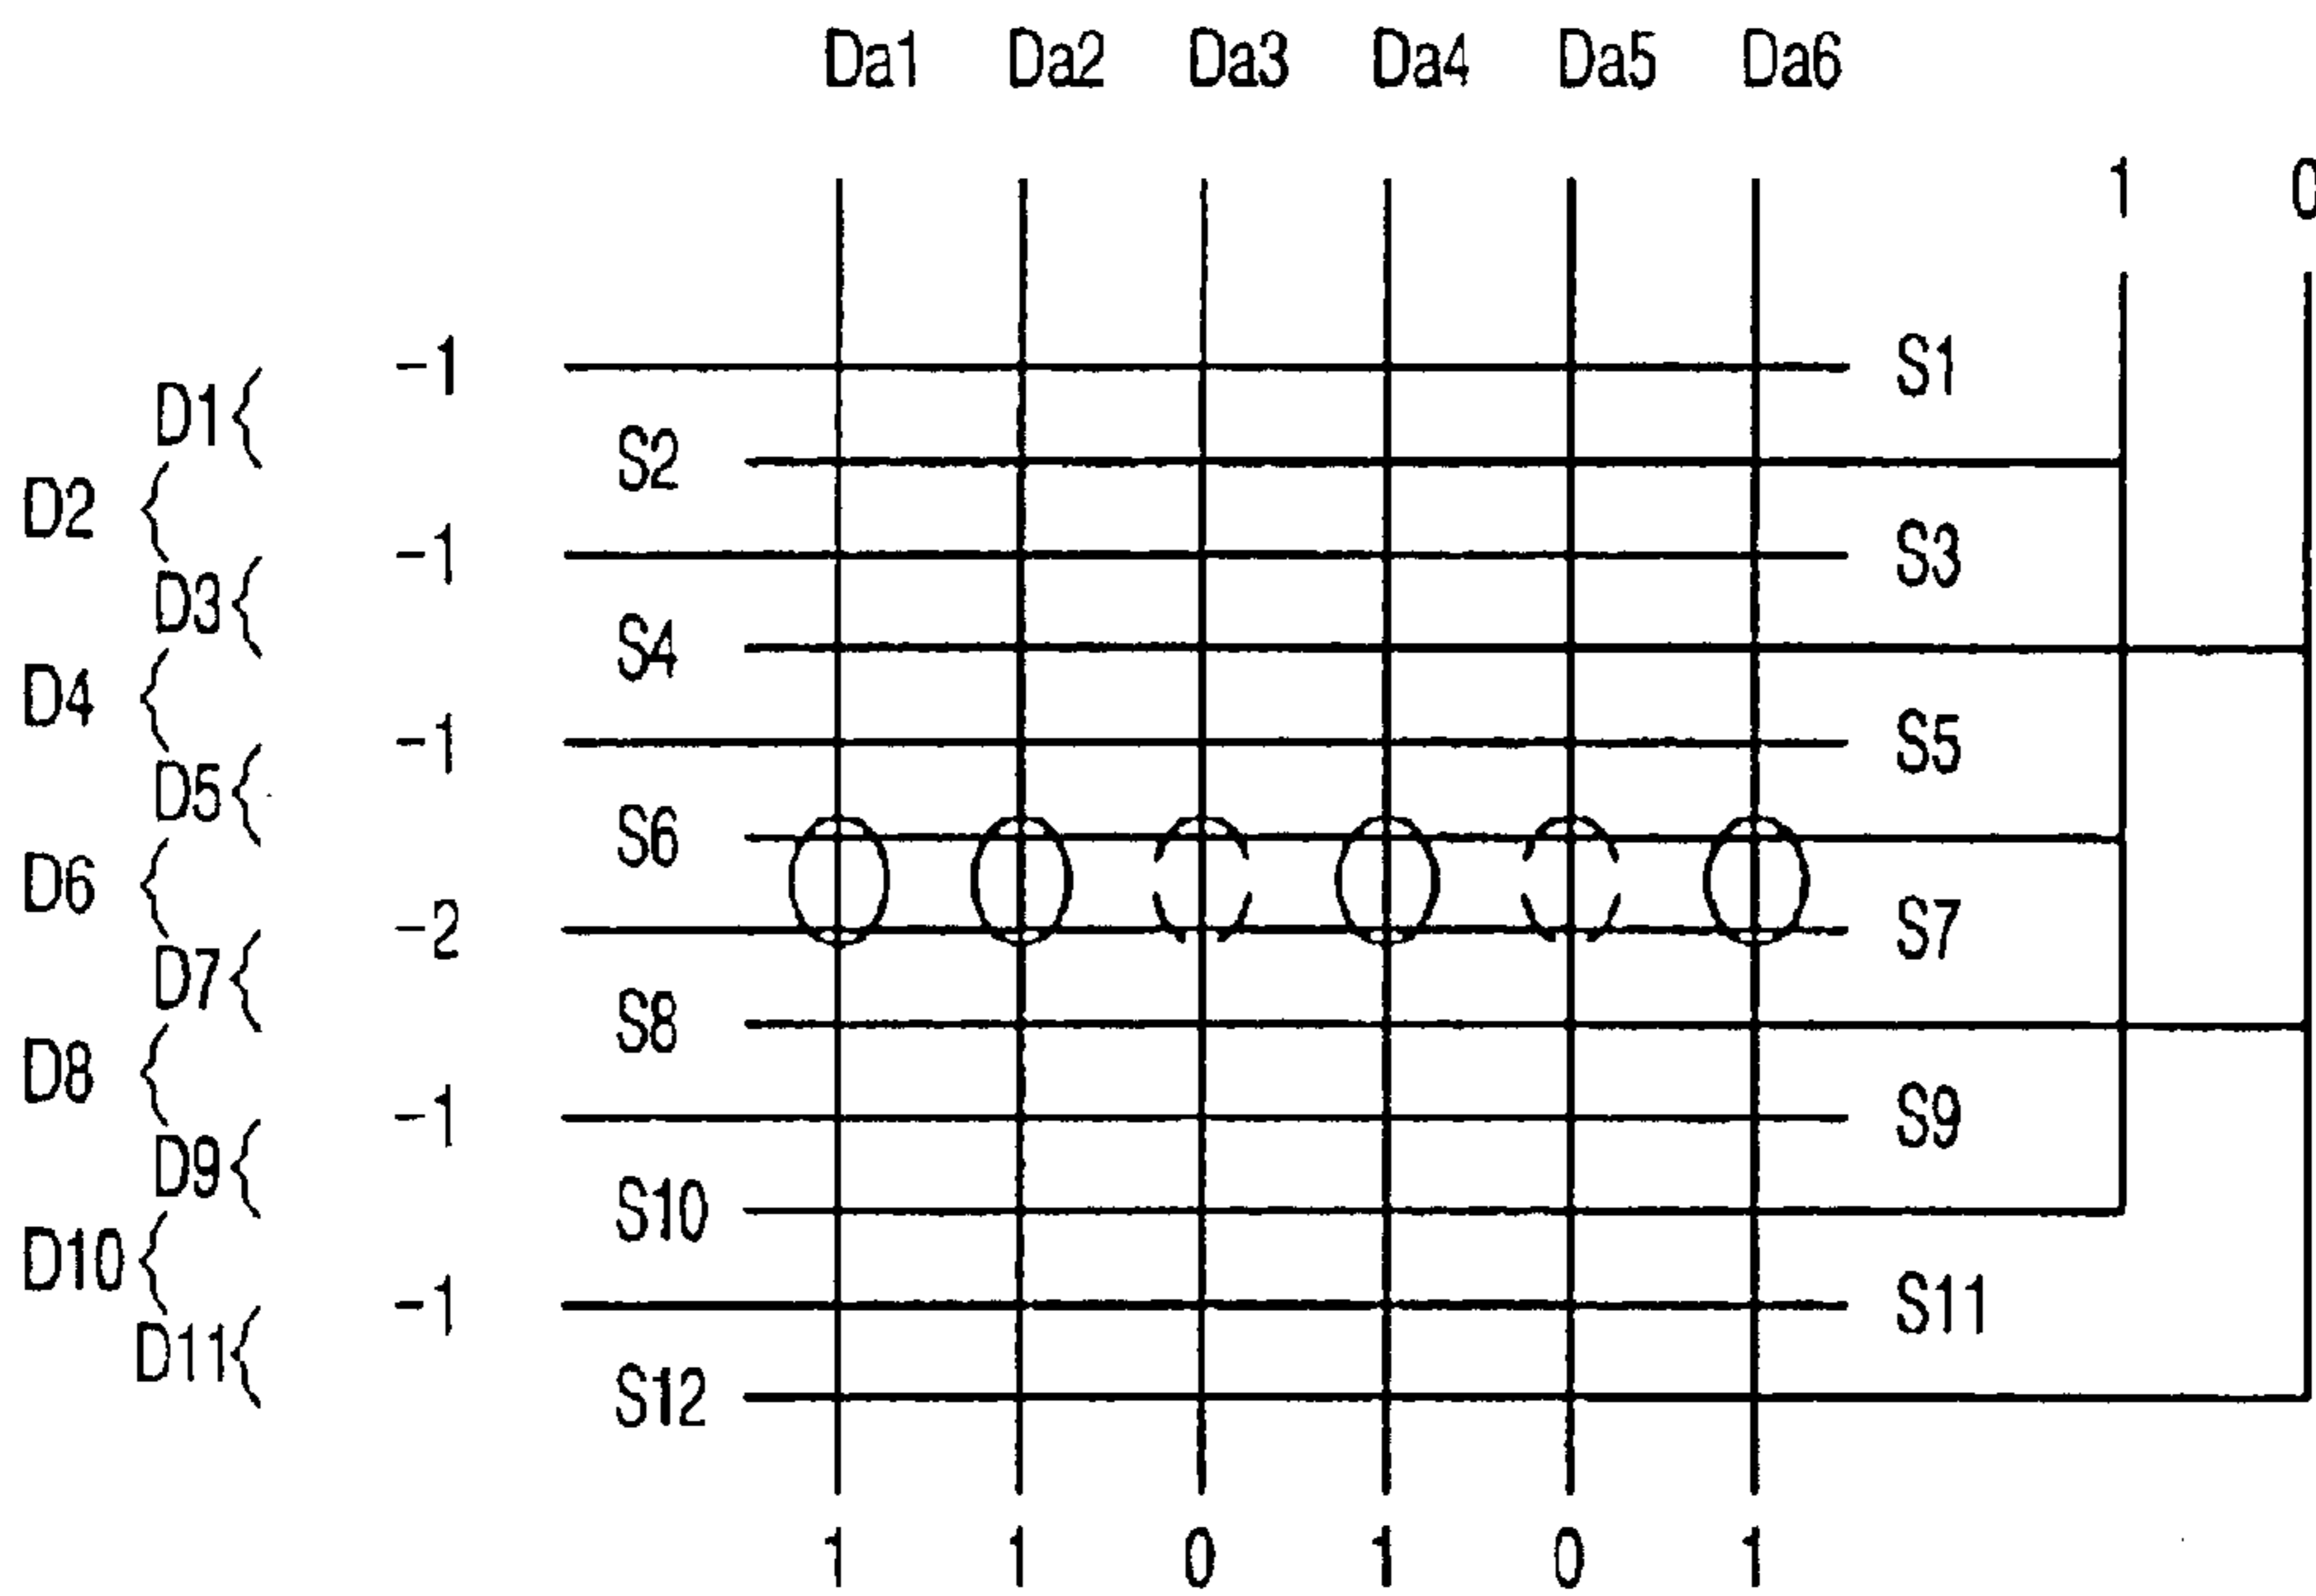 Da1 Da2 Da3 Da4 Da5 Da6
1 0
-1 S1
D1{
S2
D2 {
-1 S3
D3{
S4
D4 {
-1 S5
D5{
S6
D6 {
-2 S7
D7{
S8
D8 {
-1 S9
D9{
S10
D10{
-1 S11
D11{
S12
1 1 0 1 0 1